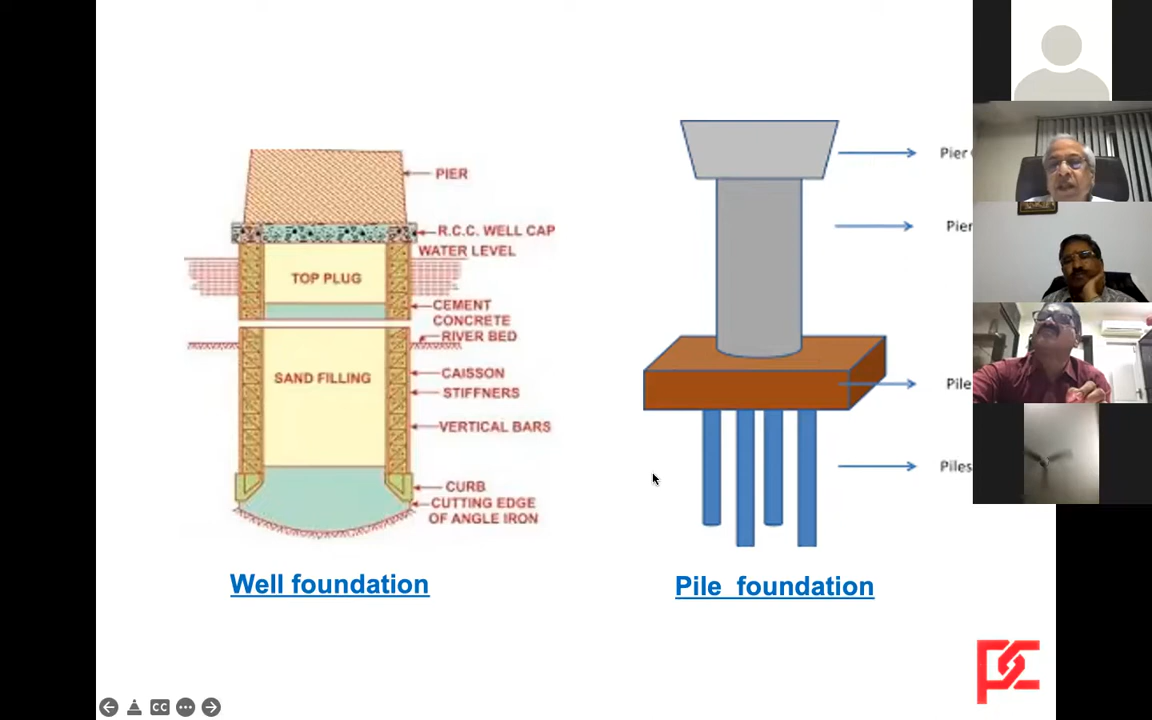 PIER
R.C.C. WELL CAP
WATER LEVEL
TOP PLUG
CEMENT
CONCRETE
RIVER BED
SAND FILLING
CAISSON
STIFFNERS
VERTICAL BARS
CURB
CUTTING EDGE
OF ANGLE IRON
Well foundation
Pier
Pier
Pile
Piles
Pile foundation
CC